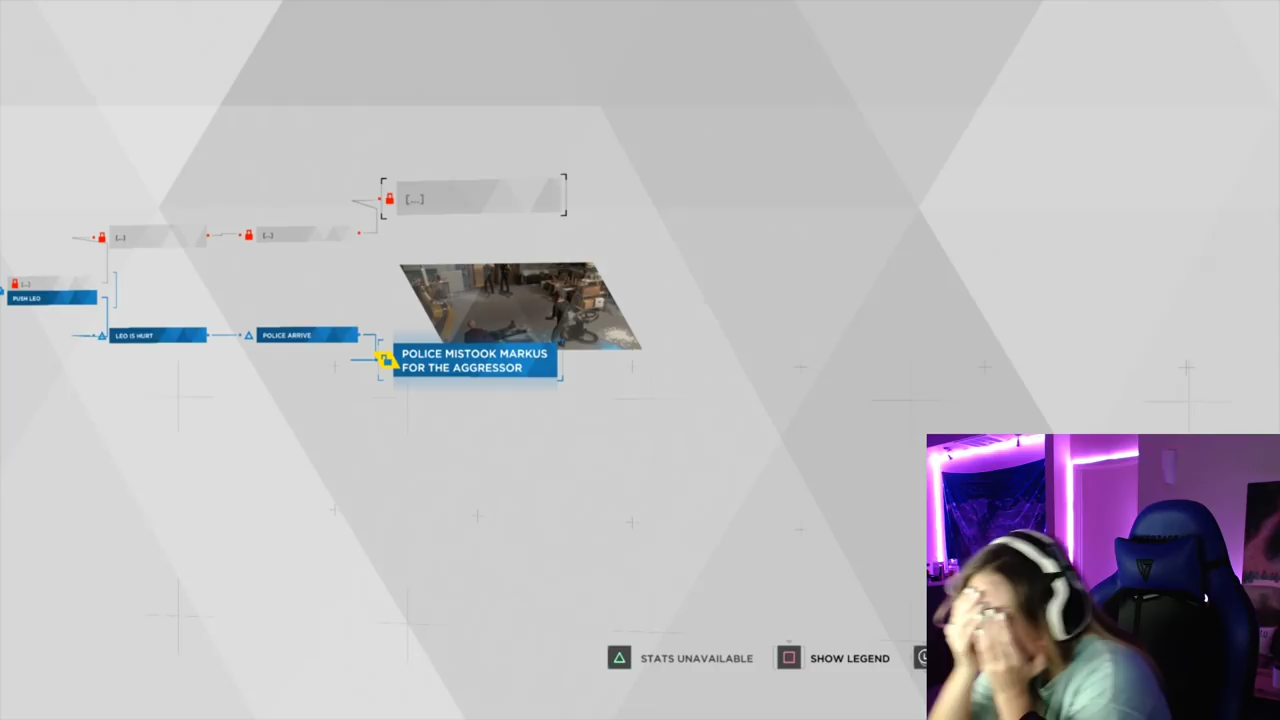 [...]
[...]
[...]
[...]
PUSH LEO
LEO IS HURT
POLICE ARRIVE
POLICE MISTOOK MARKUS
FOR THE AGGRESSOR
STATS UNAVAILABLE
SHOW LEGEND